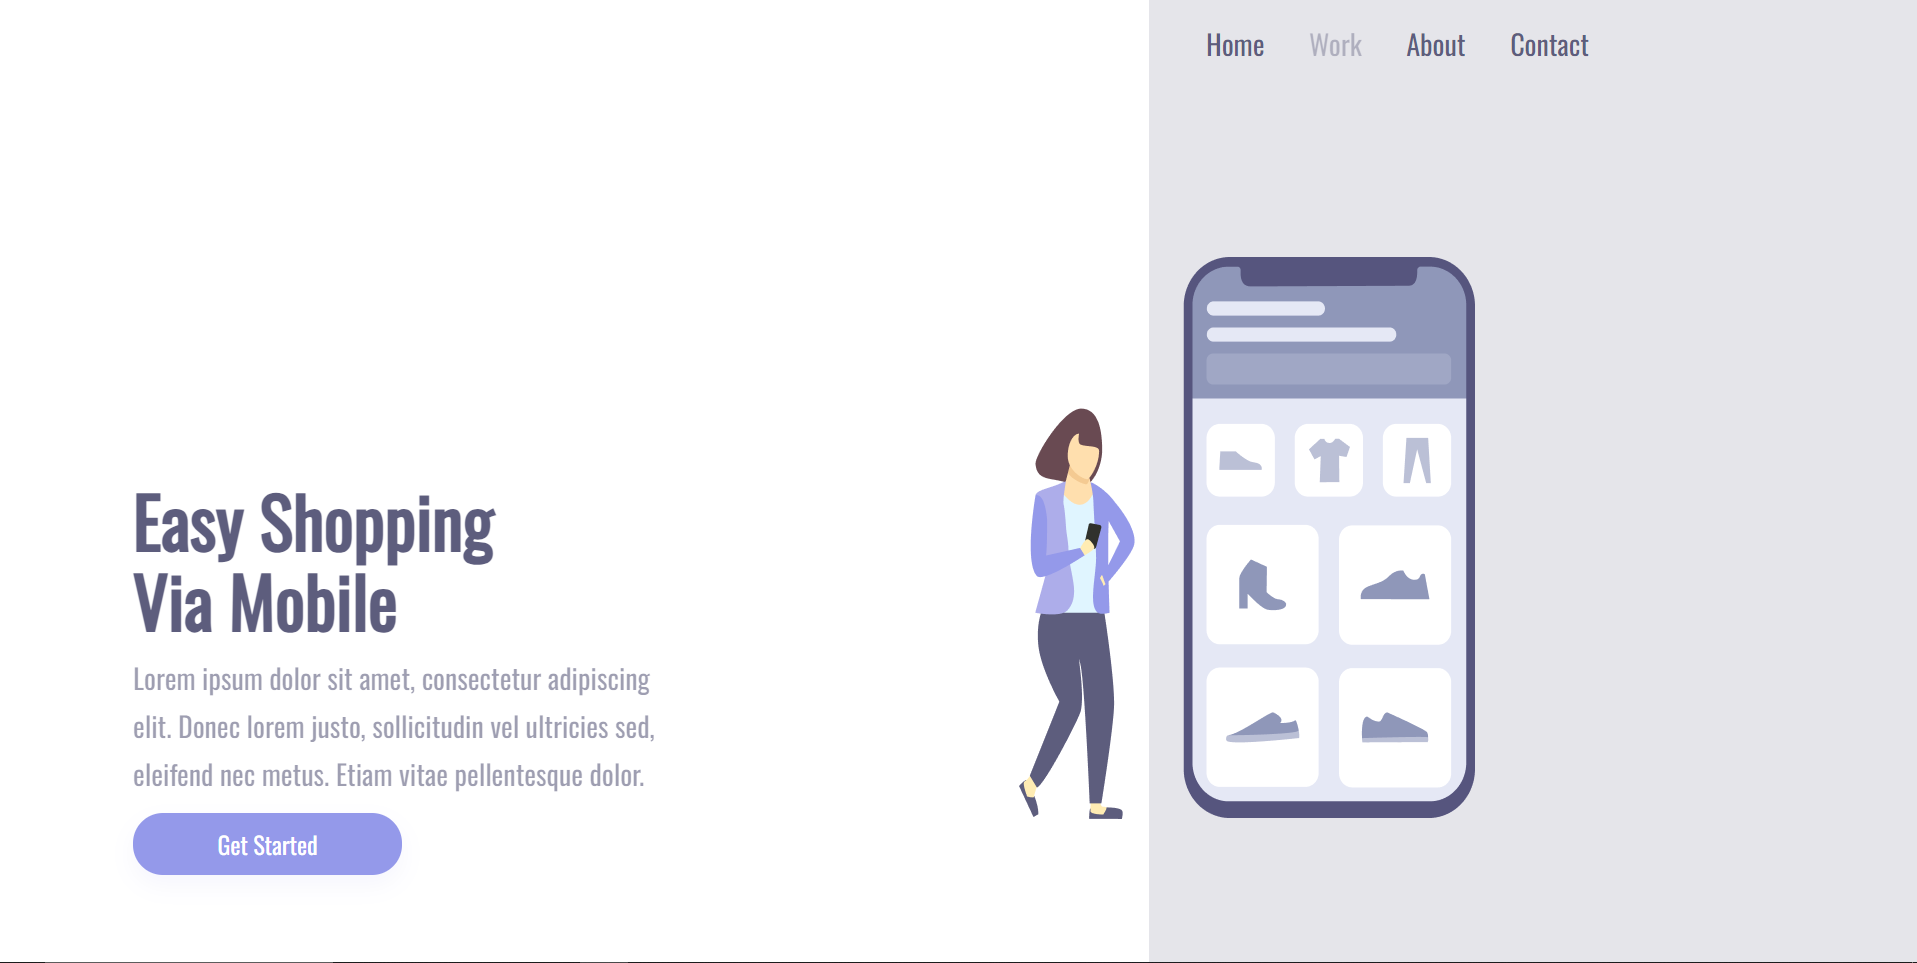 Home Work About Contact
Easy Shopping
Via Mobile
Lorem ipsum dolor sit amet, consectetur adipiscing
elit. Donec lorem justo, sollicitudin vel ultricies sed,
eleifend nec metus. Etiam vitae pellentesque dolor.
Get Started